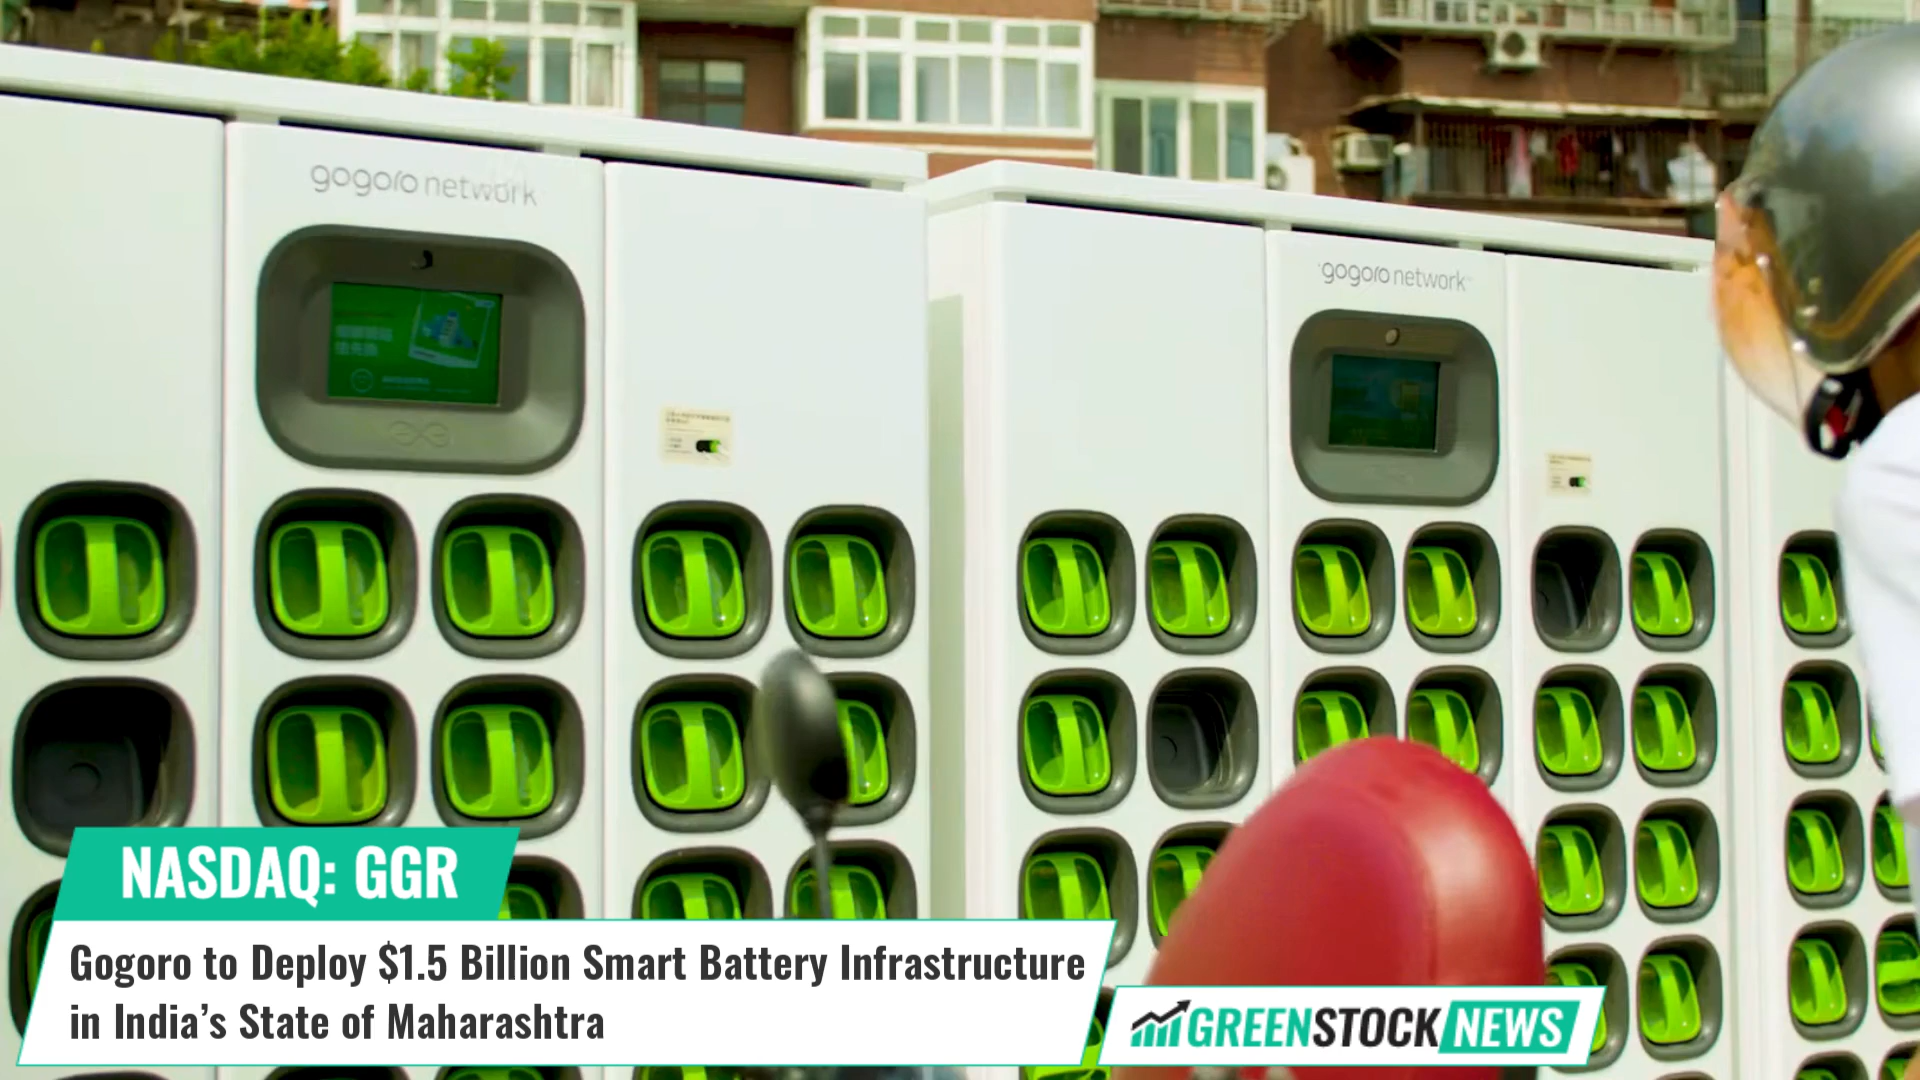 gogoro network
gogoro network
NASDAQ: GGR
Gogoro to Deploy $1.5 Billion Smart Battery Infrastructure
in India’s State of Maharashtra
GREENSTOCK NEWS